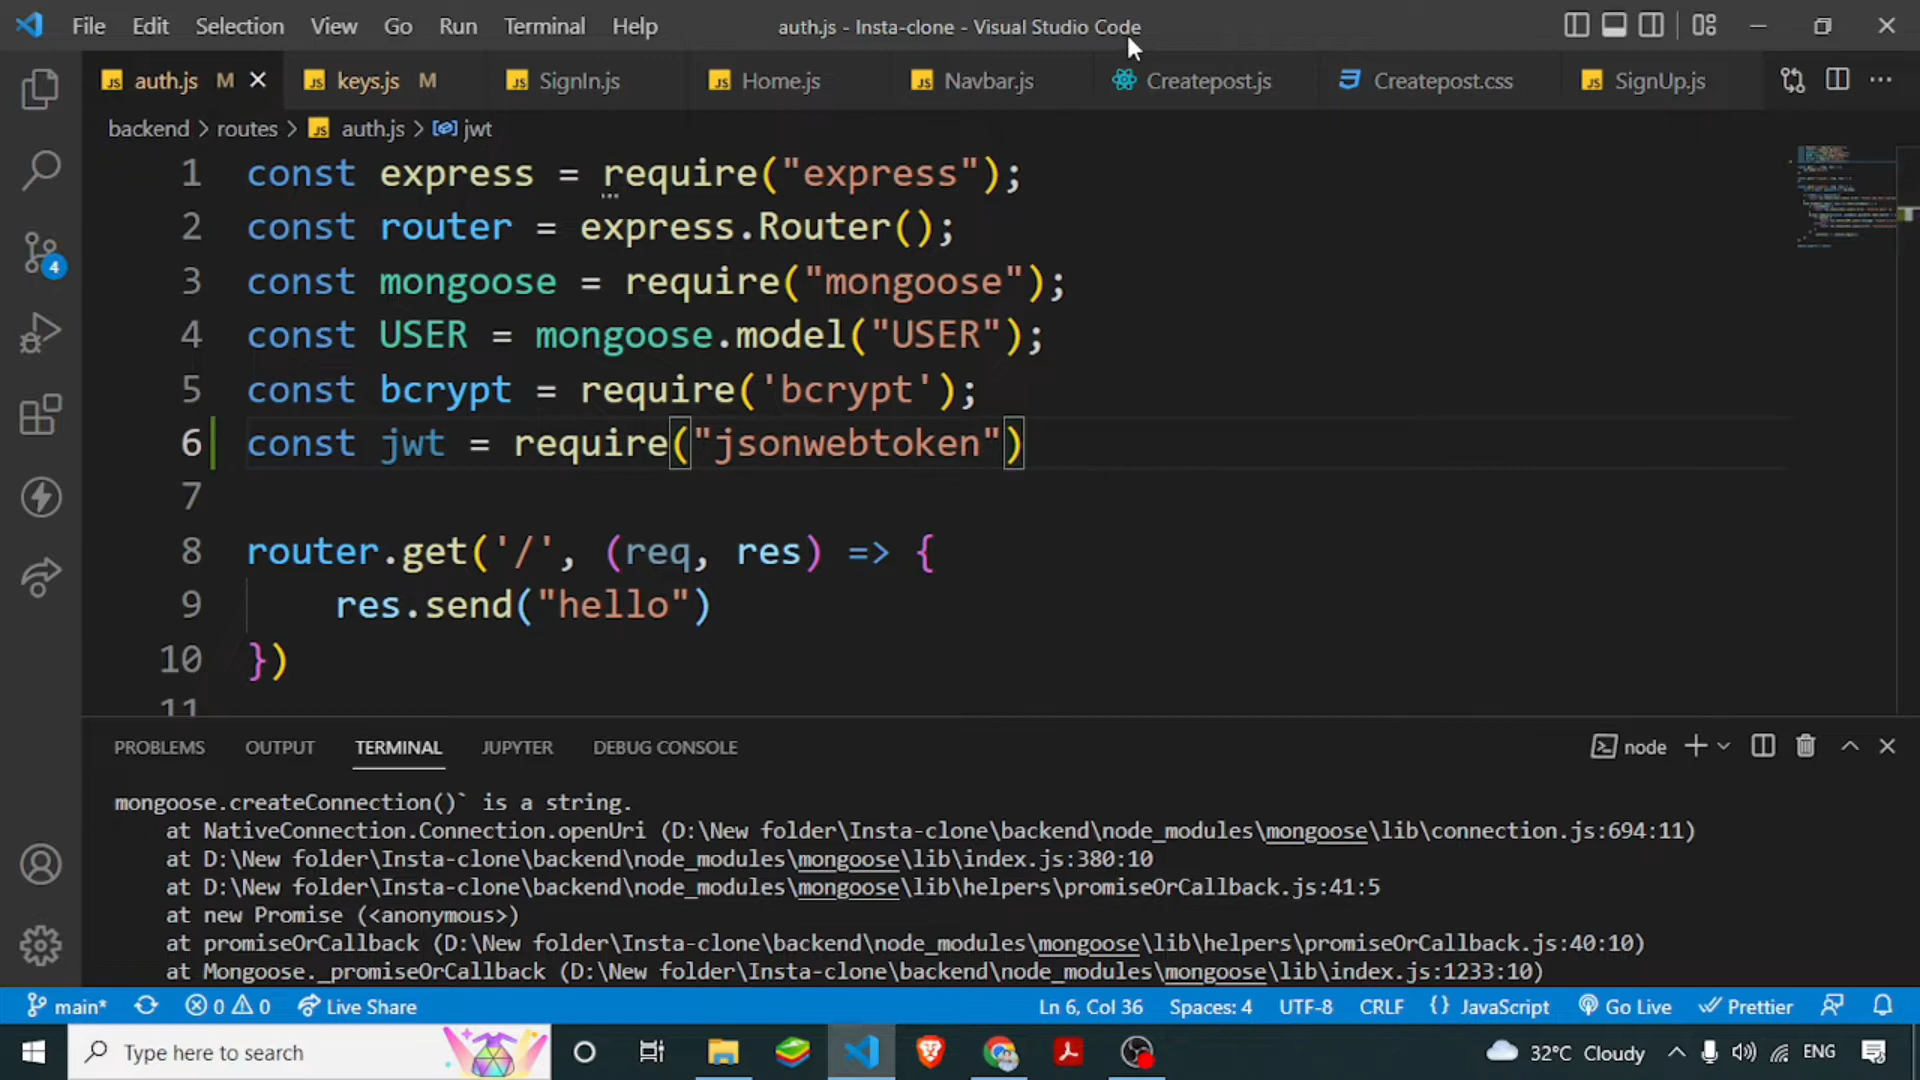 File Edit Selection View Go Run Terminal Help auth.js - Insta-clone - Visual Studio Code
JS auth.js M JS keys.js M JS SignIn.js JS Home.js JS Navbar.js Createpost.js Createpost.css JS SignUp.js
backend > routes > JS auth.js > jwt
1 const express = require("express");
2 const router = express.Router();
3 const mongoose = require("mongoose");
4 const USER = mongoose.model("USER");
5 const bcrypt = require('bcrypt');
6 const jwt = require("jsonwebtoken")
7
8 router.get('/', (req, res) => {
9 res.send("hello")
10 })
11
4
PROBLEMS OUTPUT TERMINAL JUPYTER DEBUG CONSOLE node
mongoose.createConnection()` is a string.
at NativeConnection.Connection.openUri (D:\New folder\Insta-clone\backend\node_modules\mongoose\lib\connection.js:694:11)
at D:\New folder\Insta-clone\backend\node_modules\mongoose\lib\index.js:380:10
at D:\New folder\Insta-clone\backend\node_modules\mongoose\lib\helpers\promiseOrCallback.js:41:5
at new Promise (<anonymous>)
at promiseOrCallback (D:\New folder\Insta-clone\backend\node_modules\mongoose\lib\helpers\promiseOrCallback.js:40:10)
at Mongoose._promiseOrCallback (D:\New folder\Insta-clone\backend\node_modules\mongoose\lib\index.js:1233:10)
main* 0 0 Live Share Ln 6, Col 36 Spaces: 4 UTF-8 CRLF {} JavaScript Go Live Prettier
Type here to search 32°C Cloudy ENG